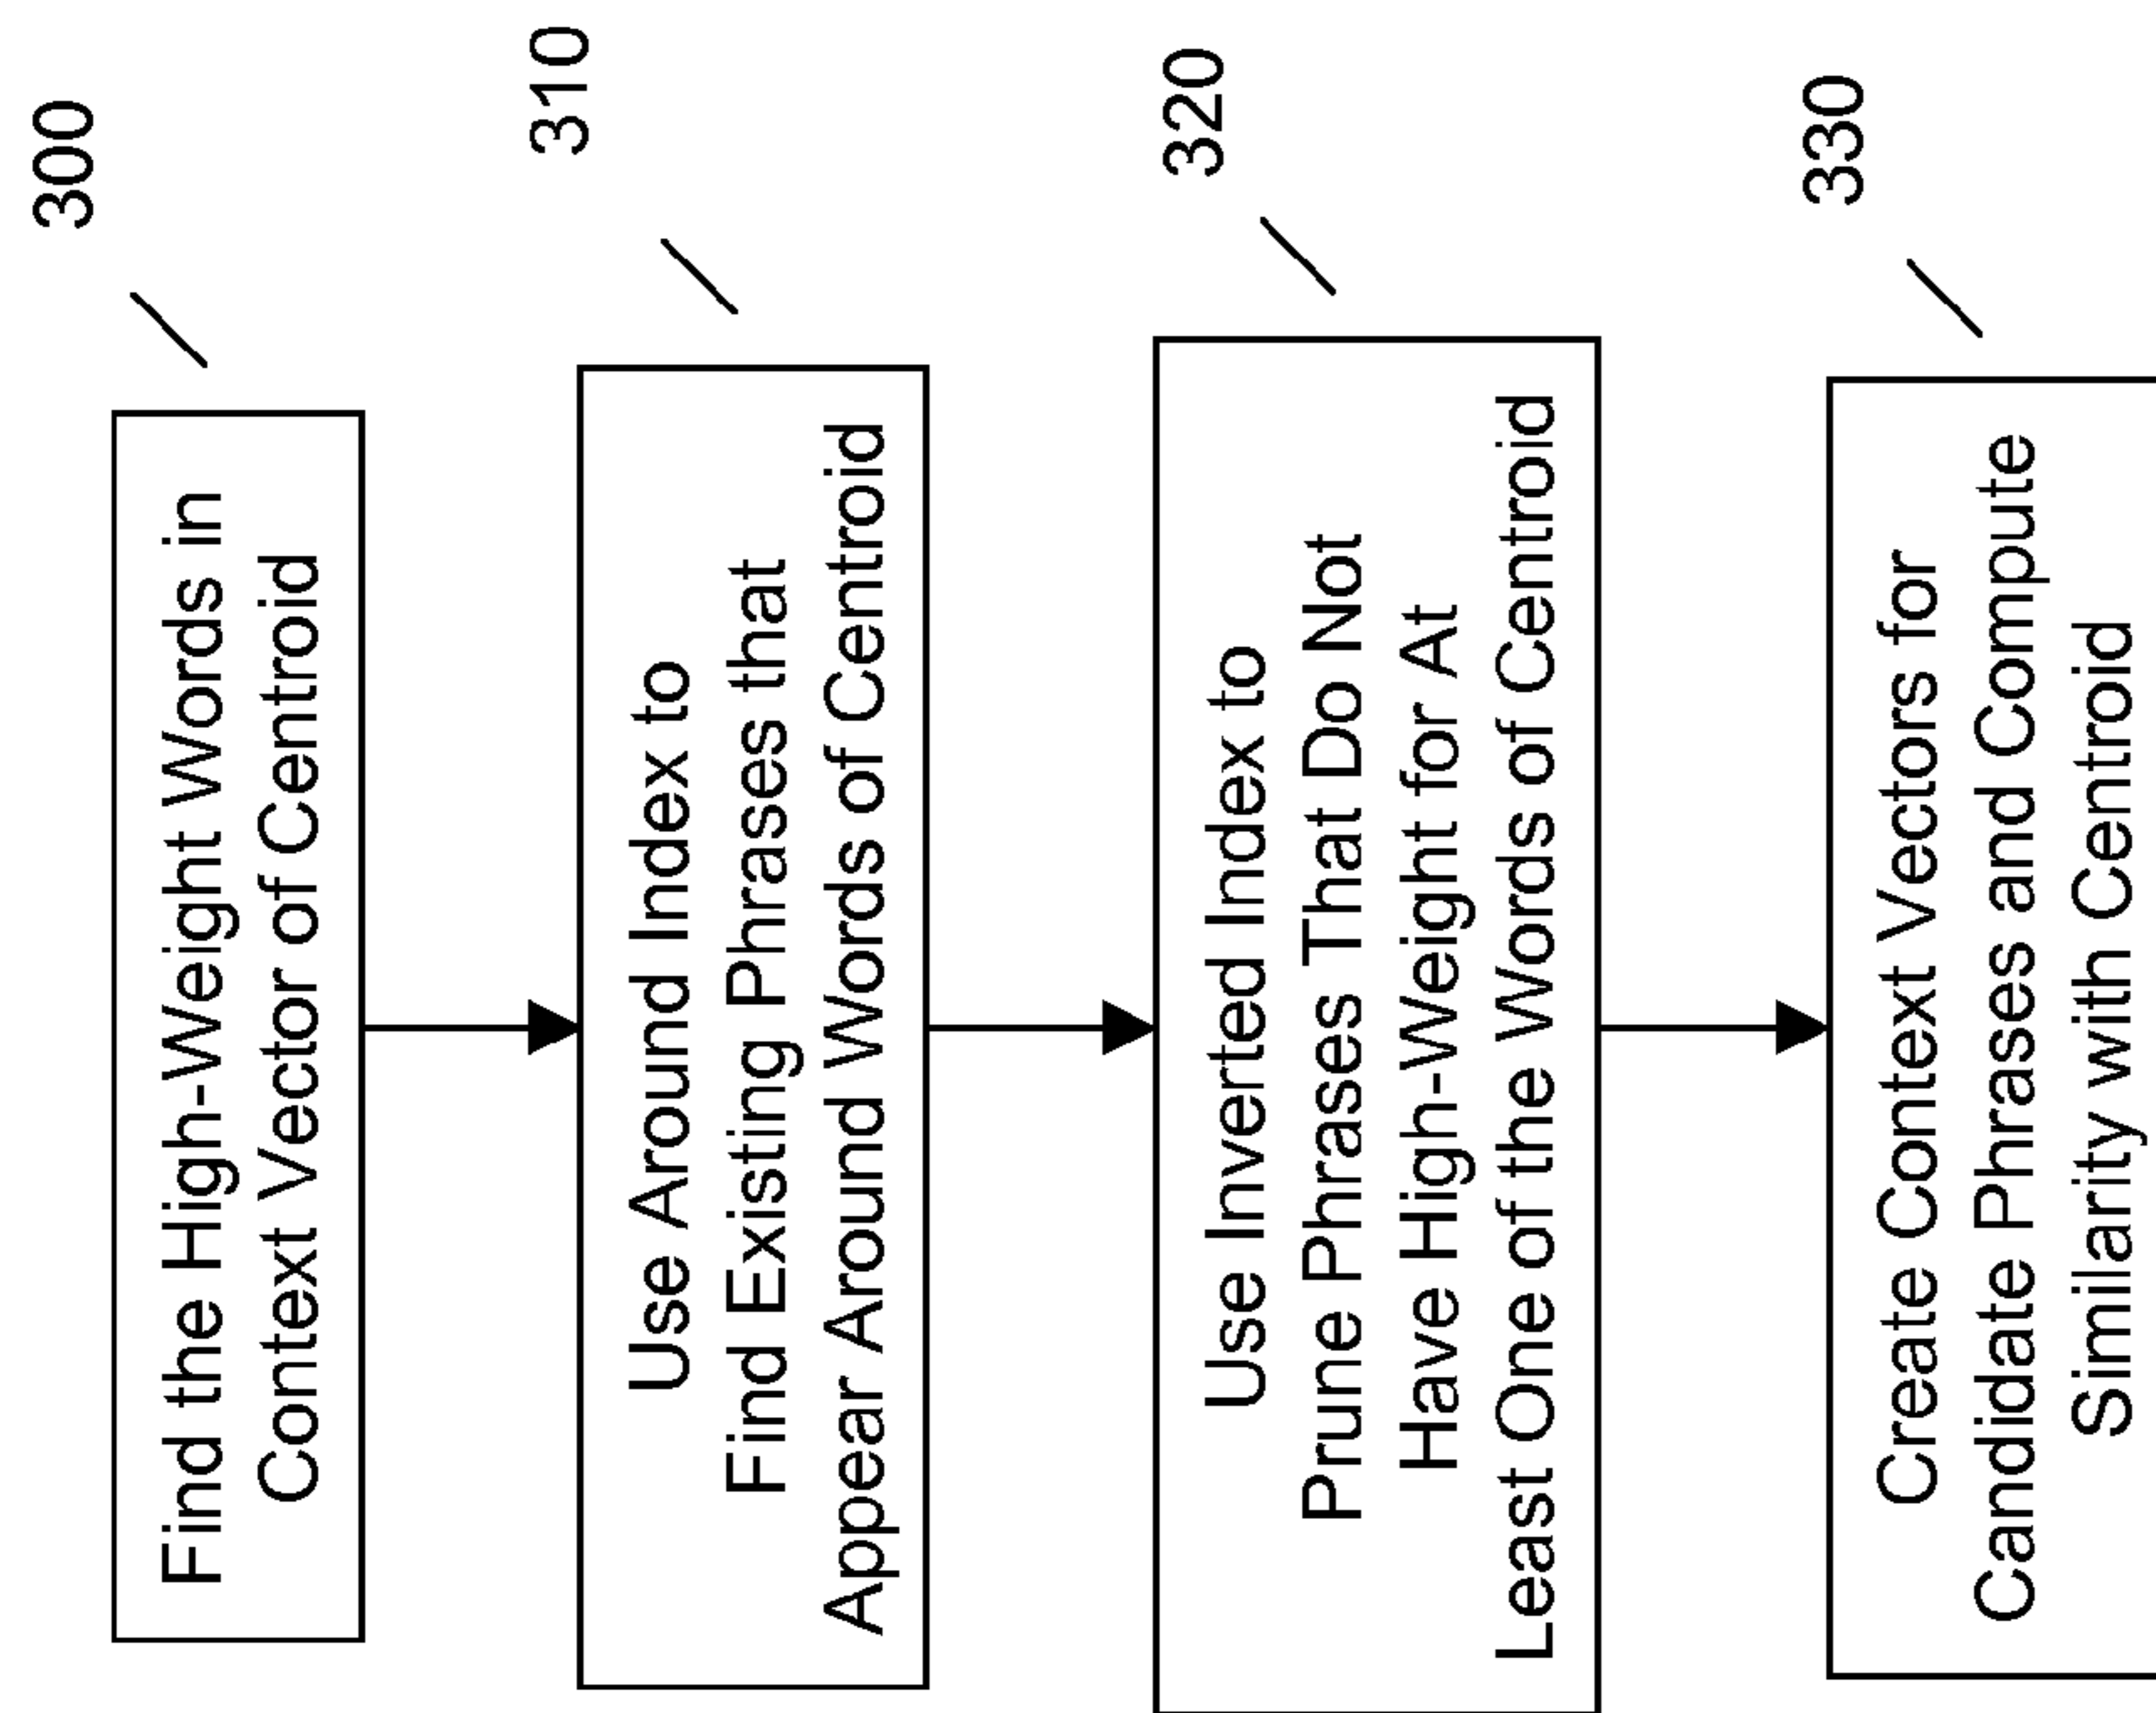 300
Find the High-Weight Words in
Context Vector of Centroid
310
Use Around Index to
Find Existing Phrases that
Appear Around Words of Centroid
320
Use Inverted Index to
Prune Phrases That Do Not
Have High-Weight for At
Least One of the Words of Centroid
330
Create Context Vectors for
Candidate Phrases and Compute
Similarity with Centroid